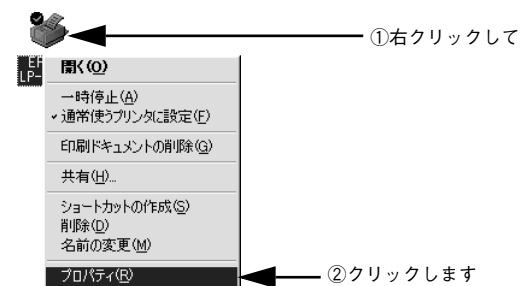 ①右クリックして
EP
LP-
開く(O)
一時停止(A)
✓通常使うプリンタに設定(F)
印刷ドキュメントの削除(G)
共有(H)...
ショートカットの作成(S)
削除(D)
名前の変更(M)
プロパティ(R)
②クリックします